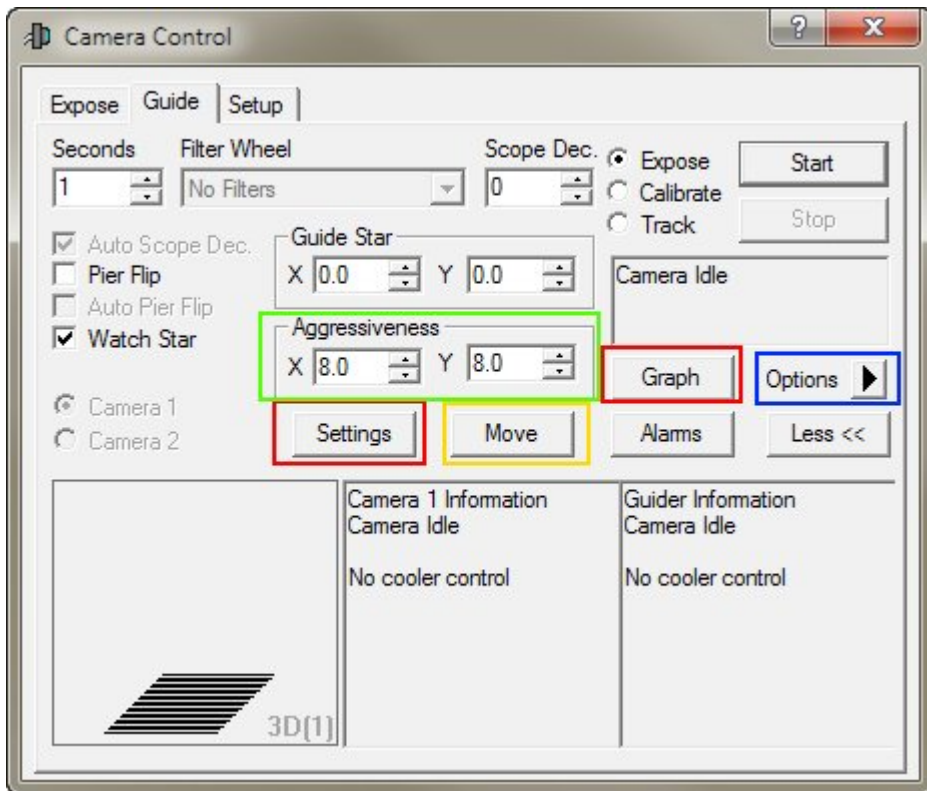 Camera Control
Expose Guide Setup
Seconds Filter Wheel Scope Dec.
1 No Filters 0
Expose
Calibrate
Track
Start
Stop
Auto Scope Dec.
Pier Flip
Auto Pier Flip
Watch Star
Guide Star
X 0.0 Y 0.0
Camera Idle
Aggressiveness
X 8.0 Y 8.0
Graph Options
Camera 1
Camera 2
Settings Move Alarms Less <<
3D(1)
Camera 1 Information
Camera Idle
No cooler control
Guider Information
Camera Idle
No cooler control